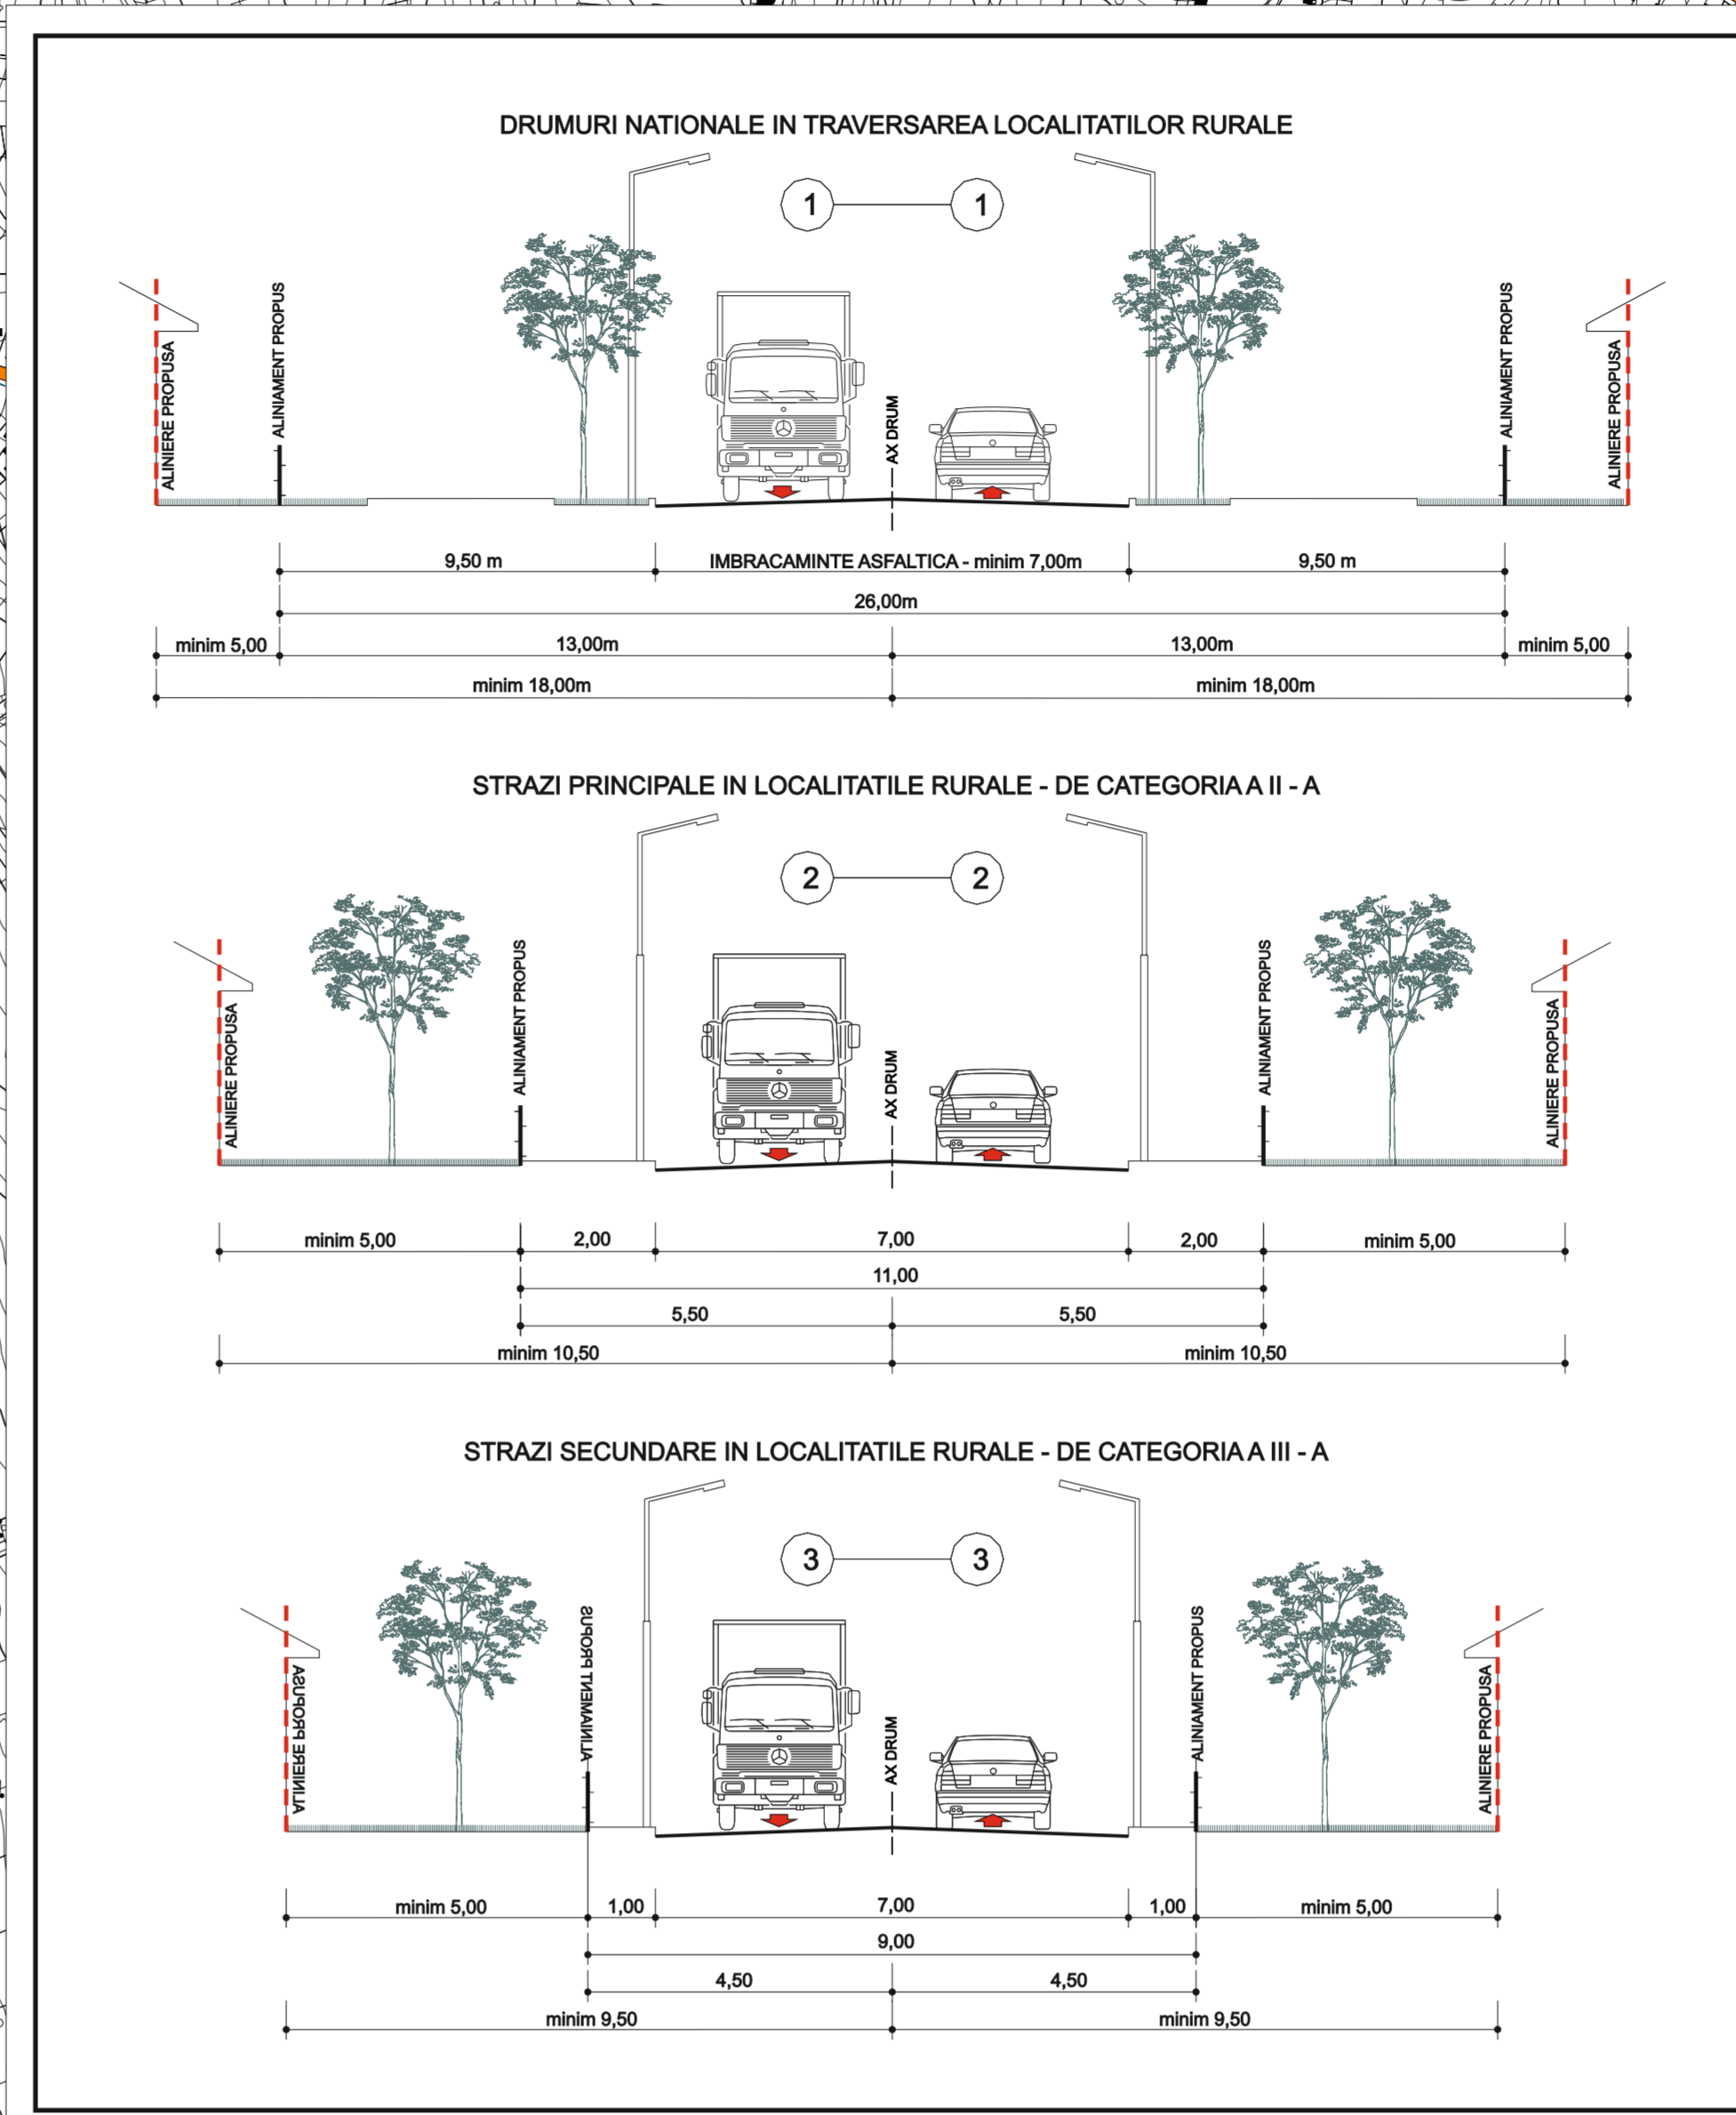 DRUMURI NATIONALE IN TRAVERSAREA LOCALITATILOR RURALE
1 1
ALINIERE PROPUSA
ALINIAMENT PROPUS
AX DRUM
ALINIAMENT PROPUS
ALINIERE PROPUSA
9,50 m IMBRACAMINTE ASFALTICA - minim 7,00m 9,50 m
26,00m
minim 5,00 13,00m 13,00m minim 5,00
minim 18,00m minim 18,00m
STRAZI PRINCIPALE IN LOCALITATILE RURALE - DE CATEGORIA A II - A
2 2
ALINIERE PROPUSA
ALINIAMENT PROPUS
AX DRUM
ALINIAMENT PROPUS
ALINIERE PROPUSA
minim 5,00 2,00 7,00 2,00 minim 5,00
11,00
5,50 5,50
minim 10,50 minim 10,50
STRAZI SECUNDARE IN LOCALITATILE RURALE - DE CATEGORIA A III - A
3 3
ALINIERE PROPUSA
ALINIAMENT PROPUS
AX DRUM
ALINIAMENT PROPUS
ALINIERE PROPUSA
minim 5,00 1,00 7,00 1,00 minim 5,00
9,00
4,50 4,50
minim 9,50 minim 9,50